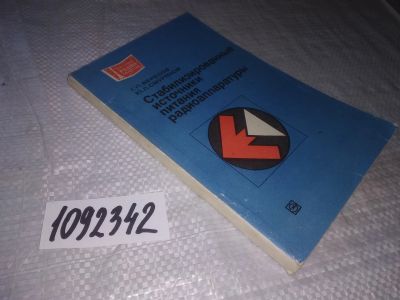 Стабилизированные
источники
питания
радиоаппаратуры
1092342